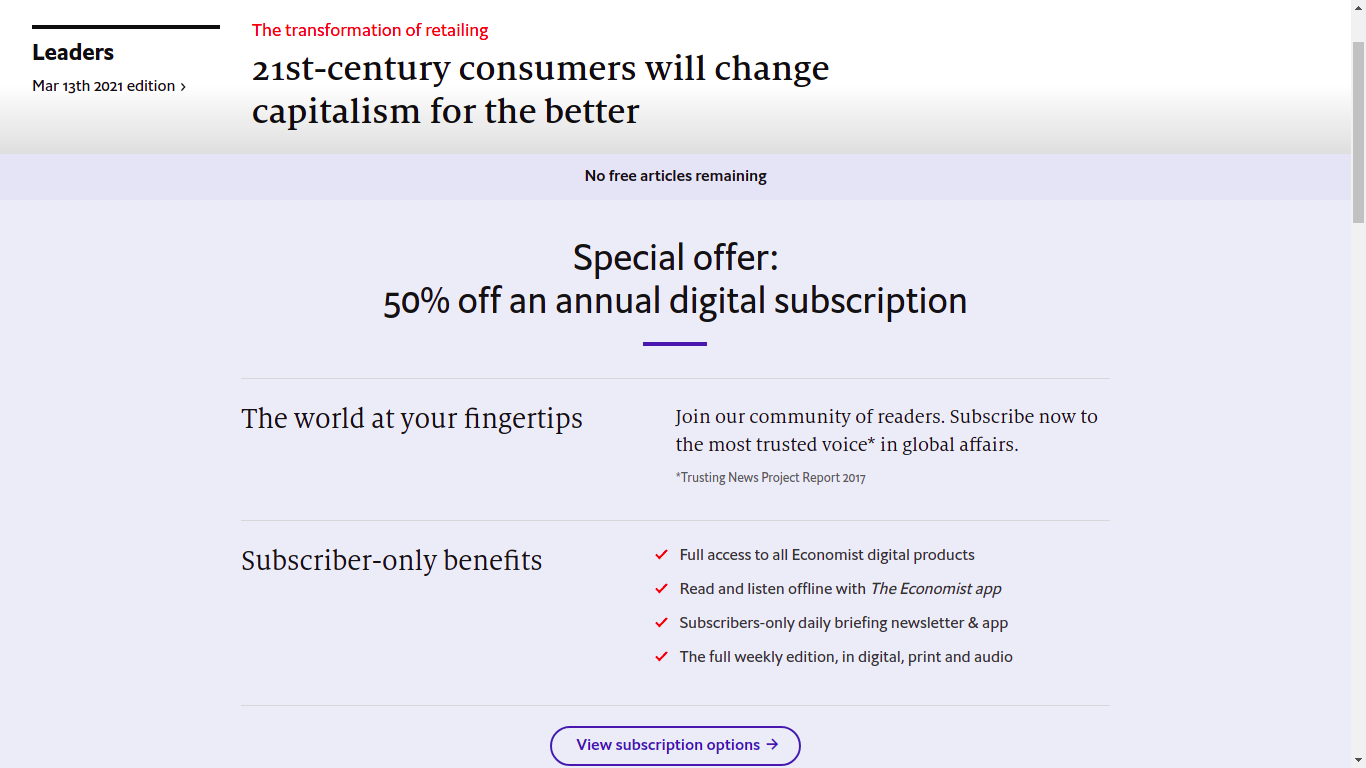 Leaders
Mar 13th 2021 edition ›
The transformation of retailing
21st-century consumers will change
capitalism for the better
No free articles remaining
Special offer:
50% off an annual digital subscription
The world at your fingertips
Join our community of readers. Subscribe now to
the most trusted voice* in global affairs.
*Trusting News Project Report 2017
Subscriber-only benefits
Full access to all Economist digital products
Read and listen offline with The Economist app
Subscribers-only daily briefing newsletter & app
The full weekly edition, in digital, print and audio
View subscription options →